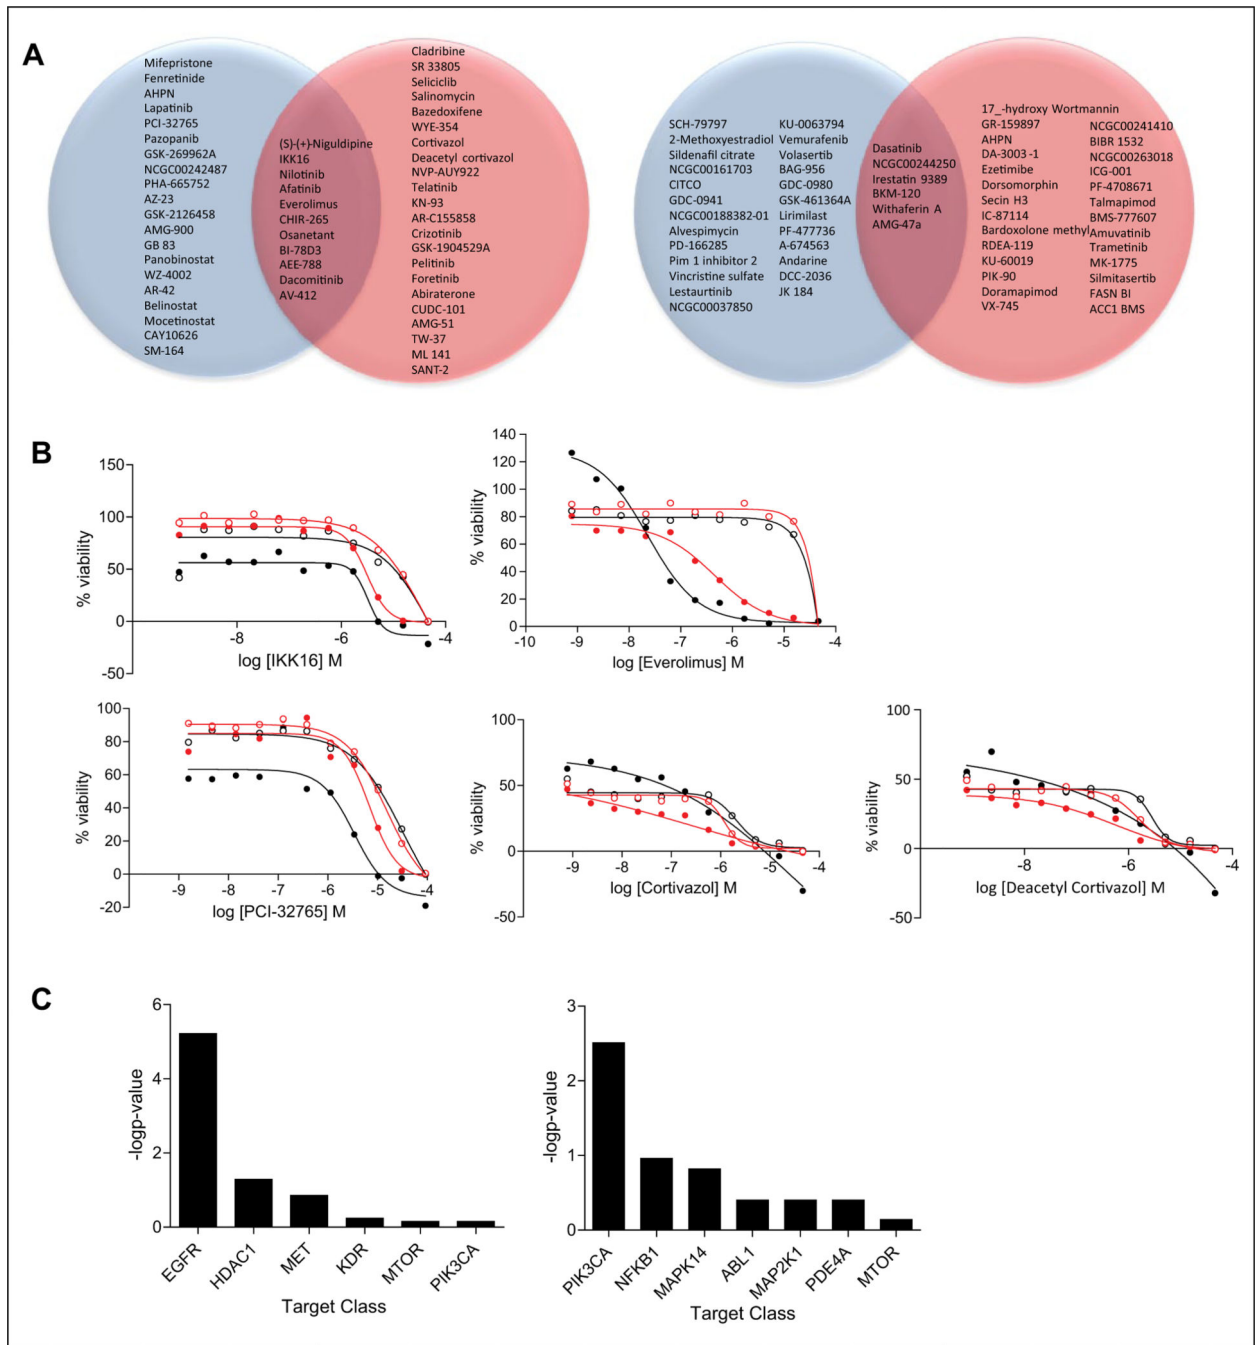 A
Mifepristone
Fenretinide
AHPN
Lapatinib
PCI-32765
Pazopanib
GSK-269962A
NCGC00242487
PHA-665752
AZ-23
GSK-2126458
AMG-900
GB 83
Panobinostat
WZ-4002
AR-42
Belinostat
Mocetinostat
CAY10626
SM-164
(S)-(+)-Niguldipine
IKK16
Nilotinib
Afatinib
Everolimus
CHIR-265
Osanetant
BI-78D3
AEE-788
Dacomitinib
AV-412
Cladribine
SR 33805
Seliciclib
Salinomycin
Bazedoxifene
WYE-354
Cortivazol
Deacetyl cortivazol
NVP-AUY922
Telatinib
KN-93
AR-C155858
Crizotinib
GSK-1904529A
Pelitinib
Foretinib
Abiraterone
CUDC-101
AMG-51
TW-37
ML 141
SANT-2
SCH-79797
2-Methoxyestradiol
Sildenafil citrate
NCGC00161703
CITCO
GDC-0941
NCGC00188382-01
Alvespimycin
PD-166285
Pim 1 inhibitor 2
Vincristine sulfate
Lestaurtinib
NCGC00037850
KU-0063794
Vemurafenib
Volasertib
BAG-956
GDC-0980
GSK-461364A
Lirimilast
PF-477736
A-674563
Andarine
DCC-2036
JK 184
Dasatinib
NCGC00244250
Irestatin 9389
BKM-120
Withaferin A
AMG-47a
17_-hydroxy Wortmannin
GR-159897
AHPN
DA-3003-1
Ezetimibe
Dorsomorphin
Secin H3
IC-87114
Bardoxolone methyl
RDEA-119
KU-60019
PIK-90
Doramapimod
VX-745
NCGC00241410
BIBR 1532
NCGC00263018
ICG-001
PF-4708671
Talmapimod
BMS-777607
Amuvatinib
Trametinib
MK-1775
Silmitasertib
FASN BI
ACC1 BMS
B
150
100
50
0
-50
% viability
-8
-6
-4
log [IKK16] M
140
120
100
80
60
40
20
0
% viability
-10
-9
-8
-7
-6
-5
-4
log [Everolimus] M
100
80
60
40
20
0
-20
% viability
-9
-8
-7
-6
-5
-4
log [PCI-32765] M
100
50
0
-50
% viability
-9
-8
-7
-6
-5
-4
log [Cortivazol] M
100
50
0
-50
% viability
-8
-6
-4
log [Deacetyl Cortivazol] M
C
6
4
2
0
-logp-value
EGFR
HDAC1
MET
KDR
MTOR
PIK3CA
Target Class
3
2
1
0
-logp-value
PIK3CA
NFKB1
MAPK14
ABL1
MAP2K1
PDE4A
MTOR
Target Class